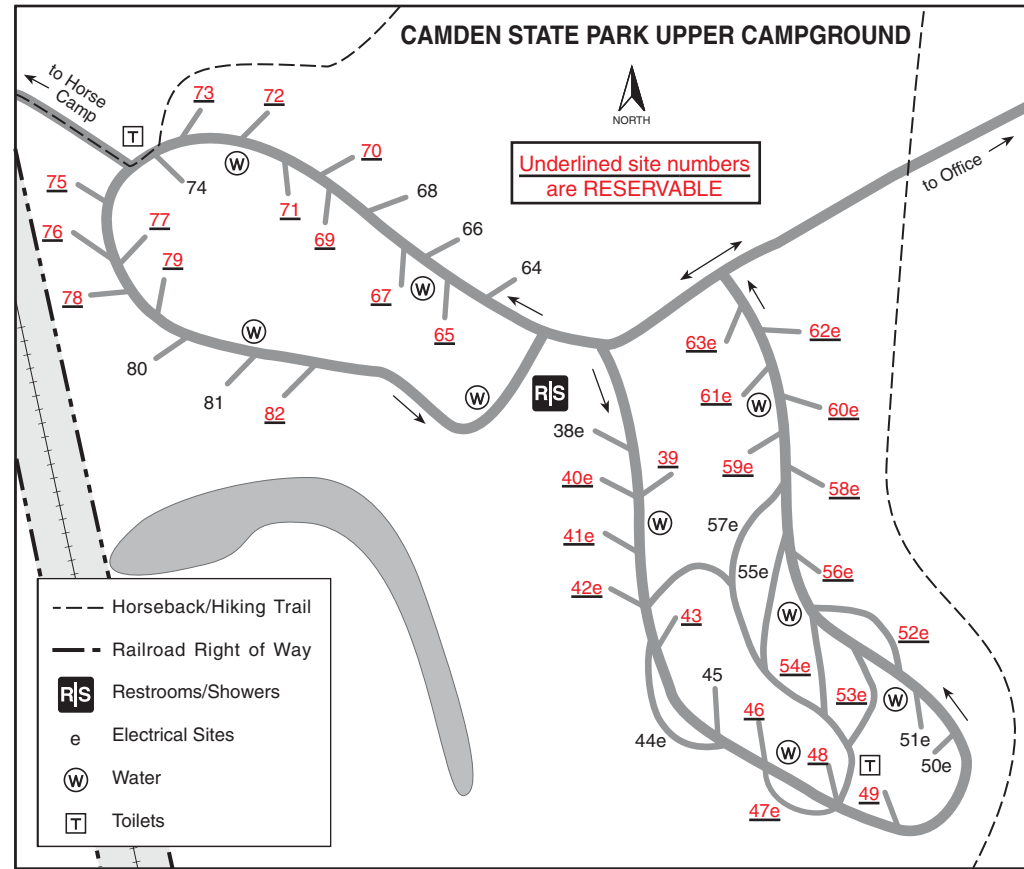 CAMDEN STATE PARK UPPER CAMPGROUND
NORTH
Underlined site numbers
are RESERVABLE
to Horse
Camp
to Office
T
73
72
W
70
75
74
68
71
76
77
69
66
79
64
78
67
W
65
W
80
81
82
W
R|S
63e
62e
61e
W
60e
38e
39
59e
40e
58e
W
57e
41e
55e
56e
42e
43
W
52e
54e
45
53e
W
46
44e
W
48
51e
T
50e
49
47e
Horseback/Hiking Trail
Railroad Right of Way
R|S Restrooms/Showers
e Electrical Sites
W Water
T Toilets